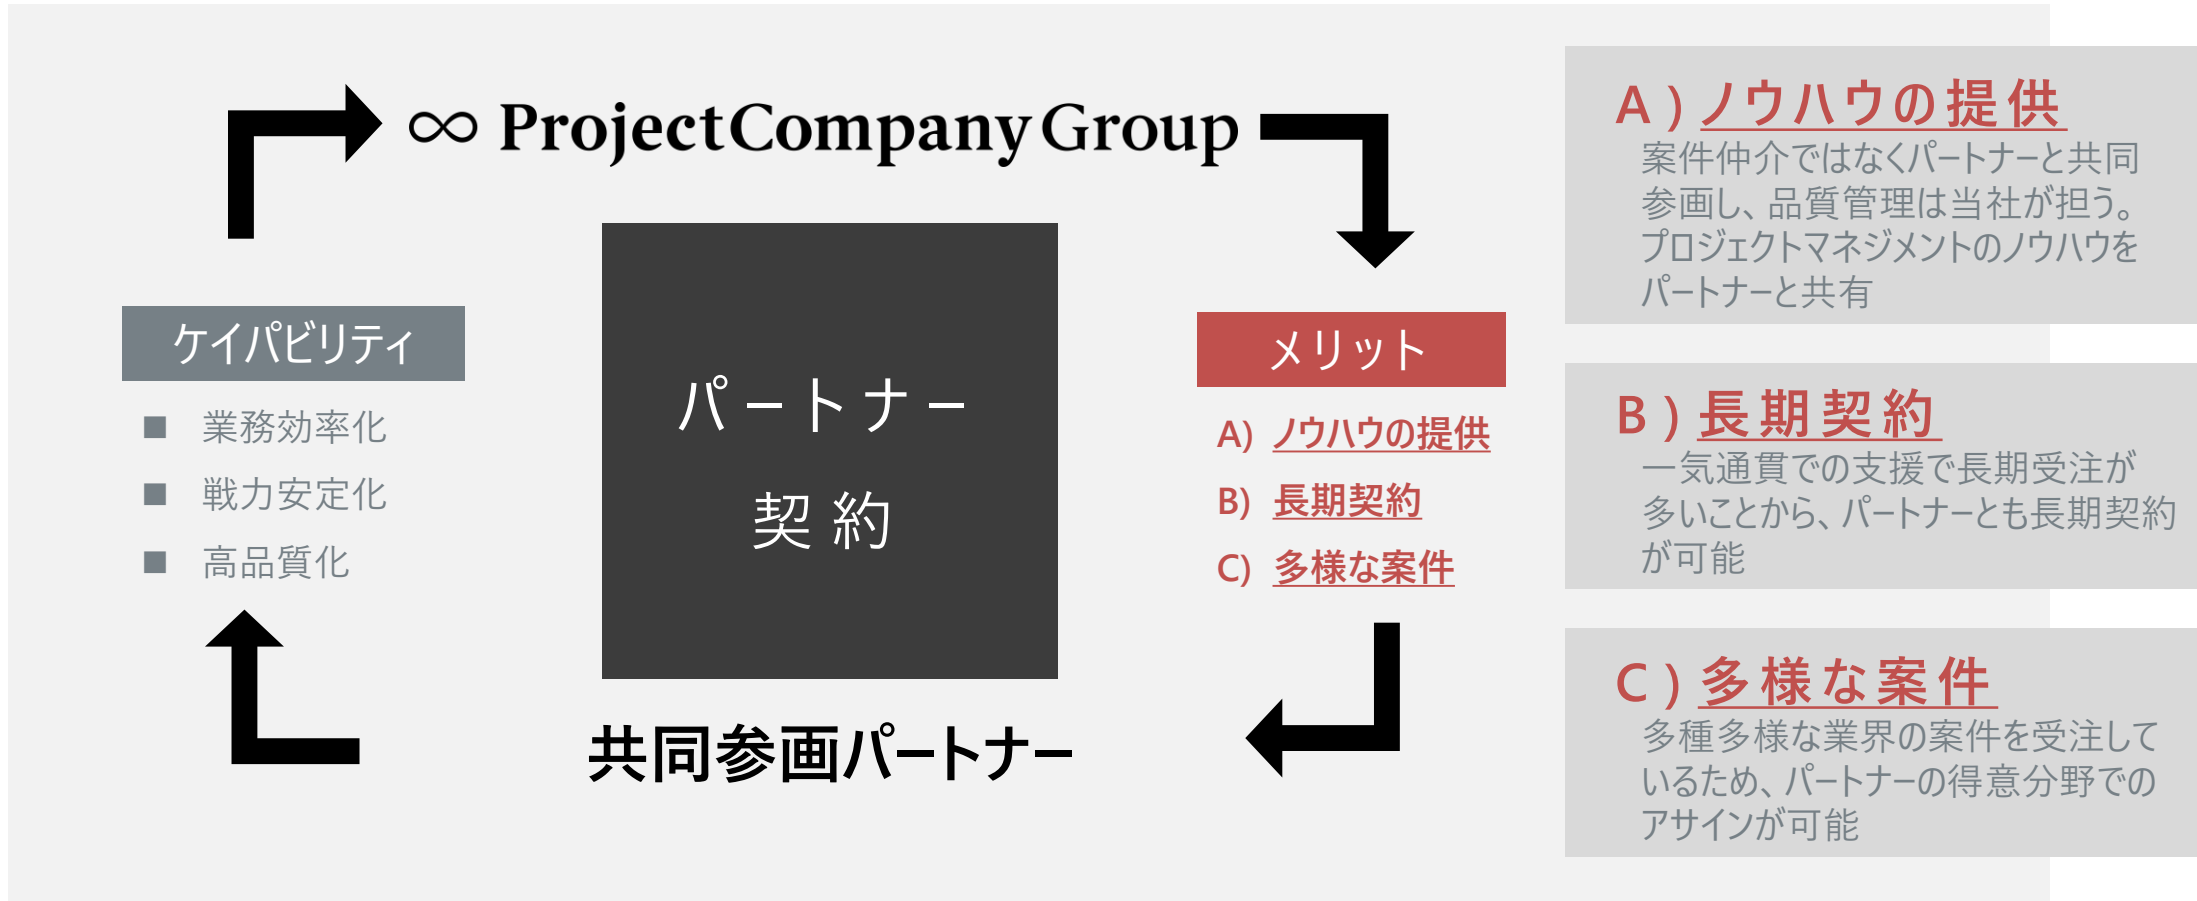 ∞ ProjectCompanyGroup
ケイパビリティ
■ 業務効率化
■ 戦力安定化
■ 高品質化
パートナー
契約
共同参画パートナー
メリット
A) ノウハウの提供
B) 長期契約
C) 多様な案件
A)ノウハウの提供
案件仲介ではなくパートナーと共同
参画し、品質管理は当社が担う。
プロジェクトマネジメントのノウハウを
パートナーと共有
B)長期契約
一気通貫での支援で長期受注が
多いことから、パートナーとも長期契約
が可能
C)多様な案件
多種多様な業界の案件を受注して
いるため、パートナーの得意分野での
アサインが可能